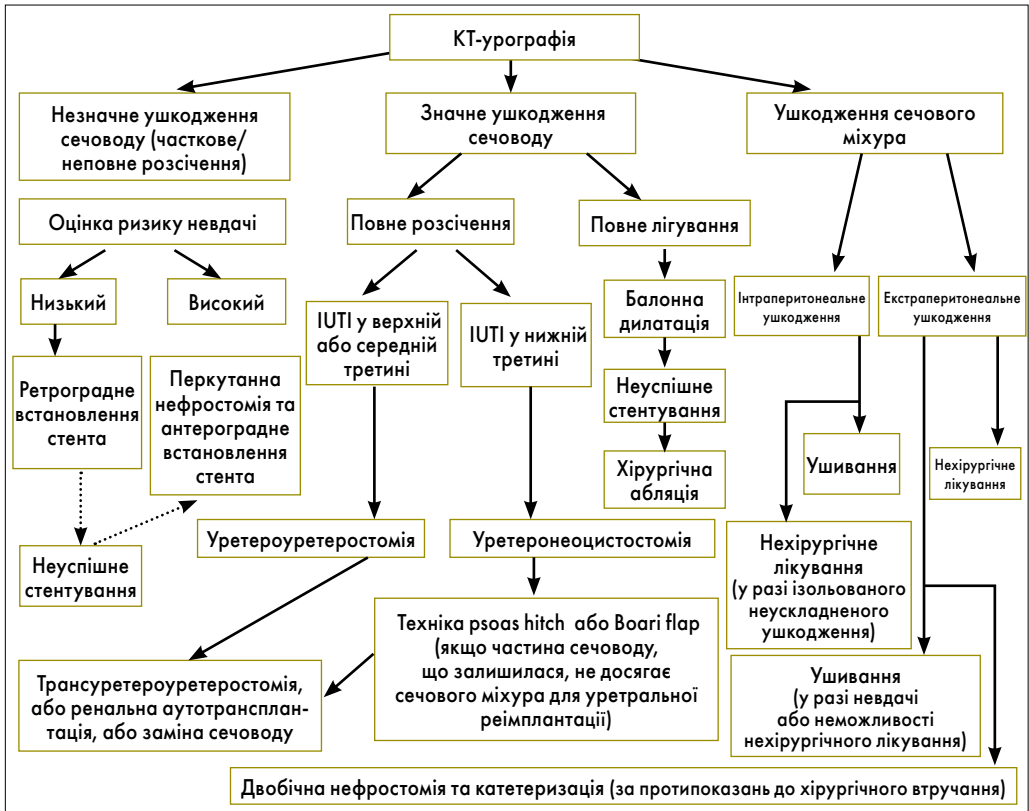 КТ-урографія
Незначне ушкодження
сечоводу (часткове/
неповне розсічення)
Значне ушкодження
сечоводу
Ушкодження сечового
міхура
Оцінка ризику невдачі
Повне розсічення
Повне лігування
Низький
Високий
IUTI у верхній
або середній
третині
IUTI у нижній
третині
Балонна
дилатація
Інтраперитонеальне
ушкодження
Екстраперитонеальне
ушкодження
Ретроградне
встановлення
стента
Перкутанна
нефростомія та
антероградне
встановлення
стента
Неуспішне
стентування
Хірургічна
абляція
Ушивання
Нехірургічне
лікування
Неуспішне
стентування
Уретероуретеростомія
Уретеронеоцистостомія
Нехірургічне
лікування
(у разі ізольованого
неускладненого
ушкодження)
Техніка psoas hitch або Boari flap
(якщо частина сечоводу,
що залишилася, не досягає
сечового міхура для уретральної
реімплантації)
Трансуретероуретеростомія,
або ренальна аутотрансплан-
тація, або заміна сечоводу
Ушивання
(у разі невдачі
або неможливості
нехірургічного лікування)
Двобічна нефростомія та катетеризація (за протипоказань до хірургічного втручання)